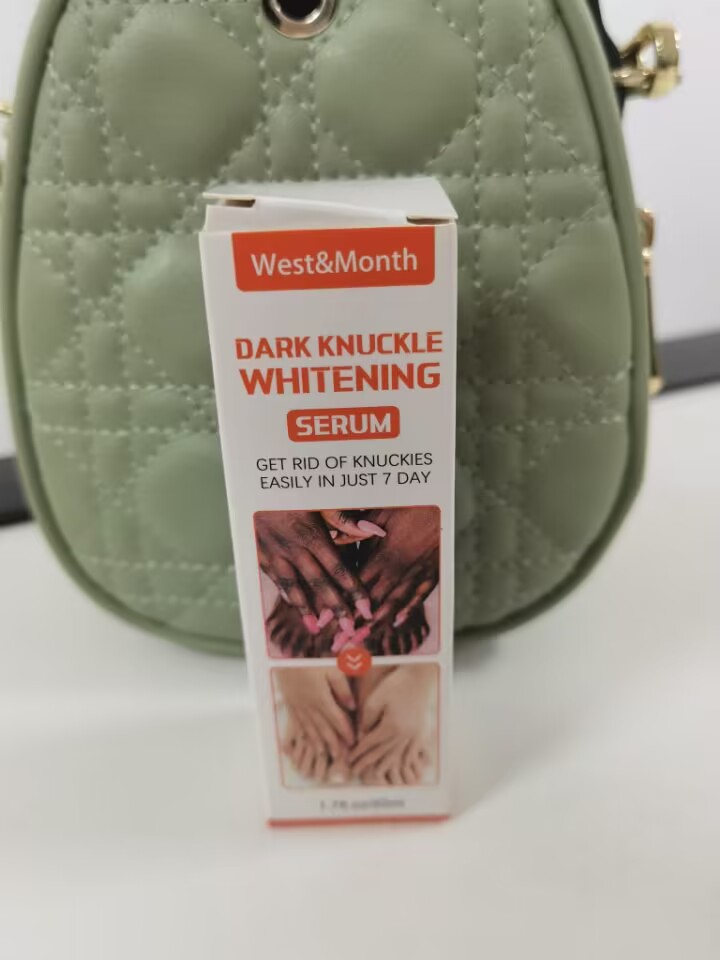 West&Month
DARK KNUCKLE
WHITENING
SERUM
GET RID OF KNUCKIES
EASILY IN JUST 7 DAY